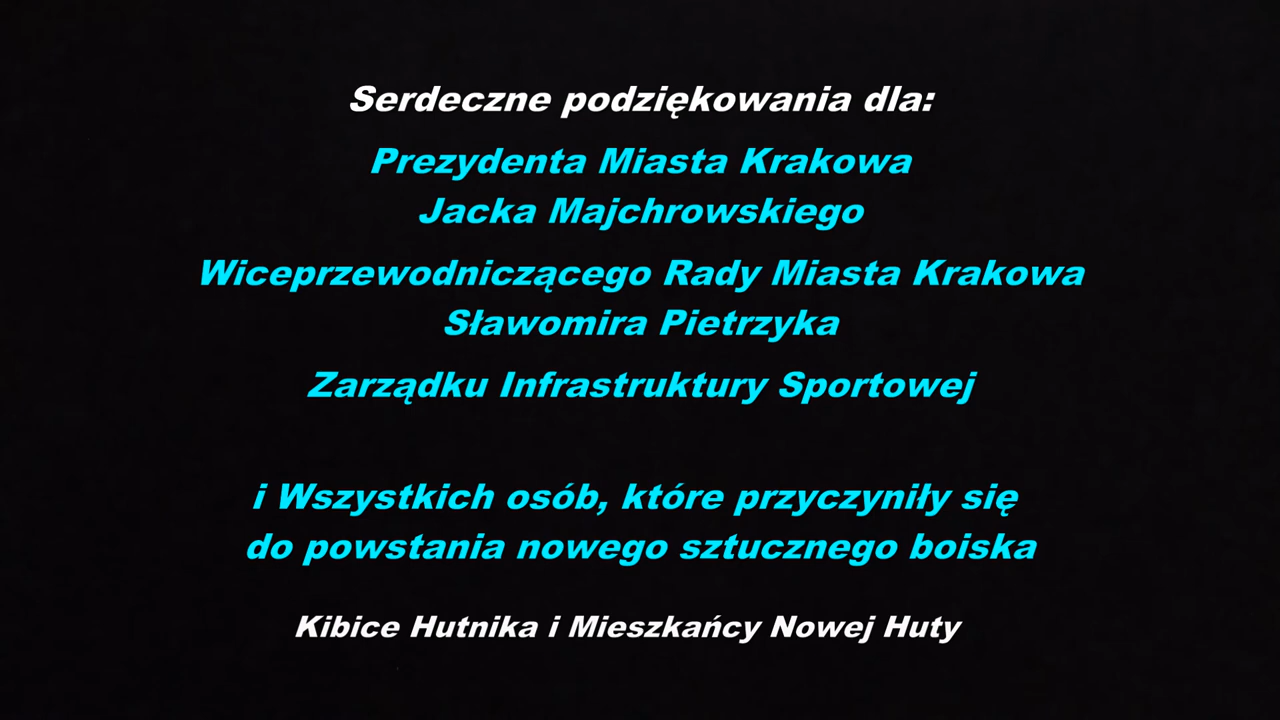 Serdeczne podziękowania dla:
Prezydenta Miasta Krakowa
Jacka Majchrowskiego
Wiceprzewodniczącego Rady Miasta Krakowa
Sławomira Pietrzyka
Zarządku Infrastruktury Sportowej
i Wszystkich osób, które przyczyniły się
do powstania nowego sztucznego boiska
Kibice Hutnika i Mieszkańcy Nowej Huty